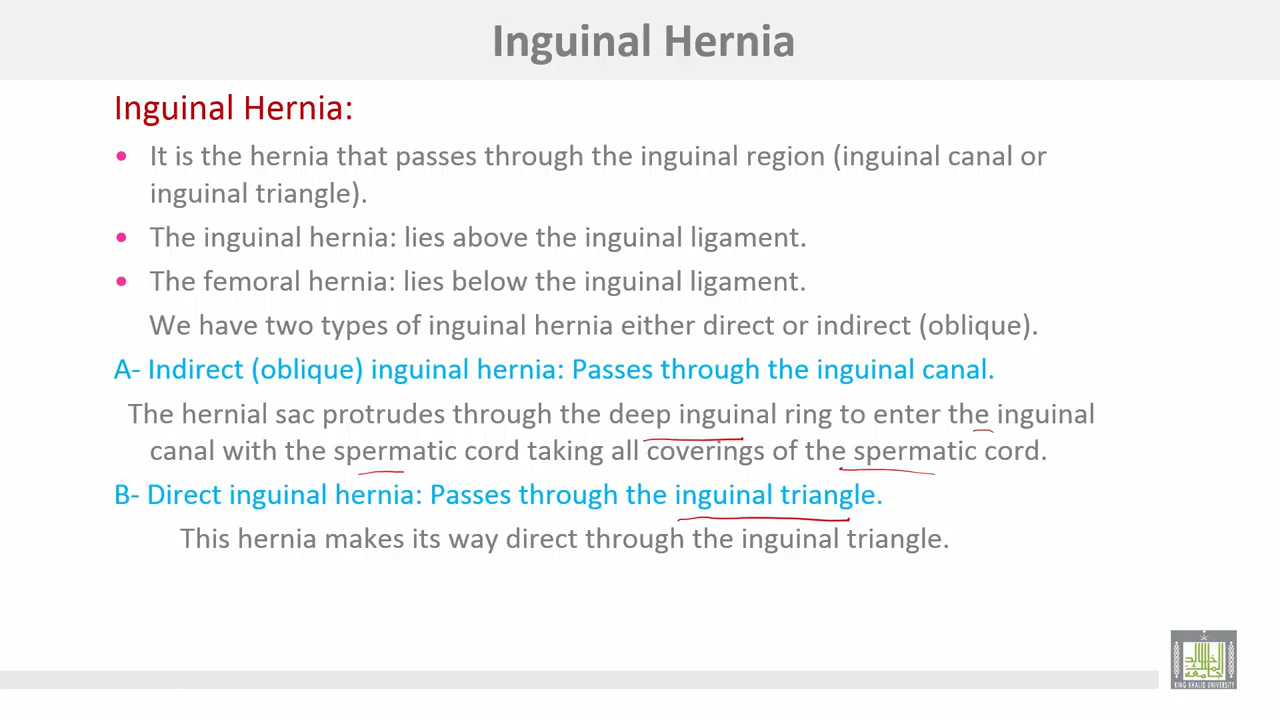 Inguinal Hernia
Inguinal Hernia:
• It is the hernia that passes through the inguinal region (inguinal canal or
inguinal triangle).
• The inguinal hernia: lies above the inguinal ligament.
• The femoral hernia: lies below the inguinal ligament.
We have two types of inguinal hernia either direct or indirect (oblique).
A- Indirect (oblique) inguinal hernia: Passes through the inguinal canal.
The hernial sac protrudes through the deep inguinal ring to enter the inguinal
canal with the spermatic cord taking all coverings of the spermatic cord.
B- Direct inguinal hernia: Passes through the inguinal triangle.
This hernia makes its way direct through the inguinal triangle.
KING KHALID UNIVERSITY